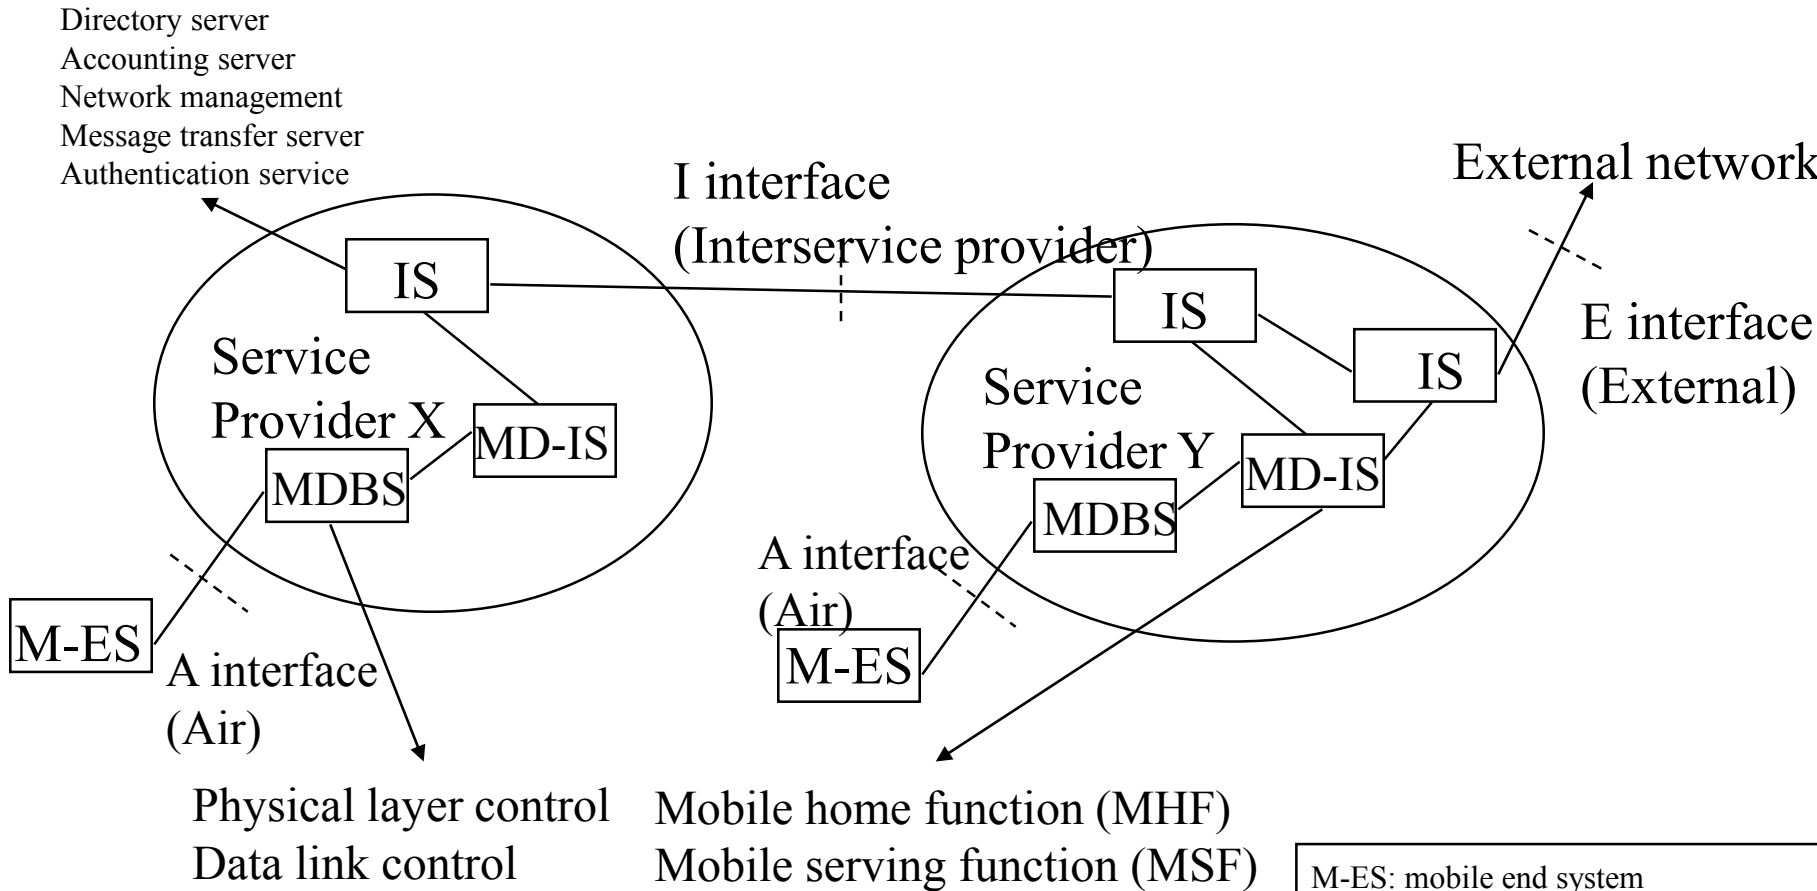 Directory server
Accounting server
Network management
Message transfer server
Authentication service
I interface
(Interservice provider)
External network
IS
IS
IS
E interface
(External)
Service
Provider X
MD-IS
MDBS
Service
Provider Y
MD-IS
MDBS
A interface
(Air)
M-ES
M-ES
A interface
(Air)
Physical layer control
Data link control
Mobile home function (MHF)
Mobile serving function (MSF)
M-ES: mobile end system